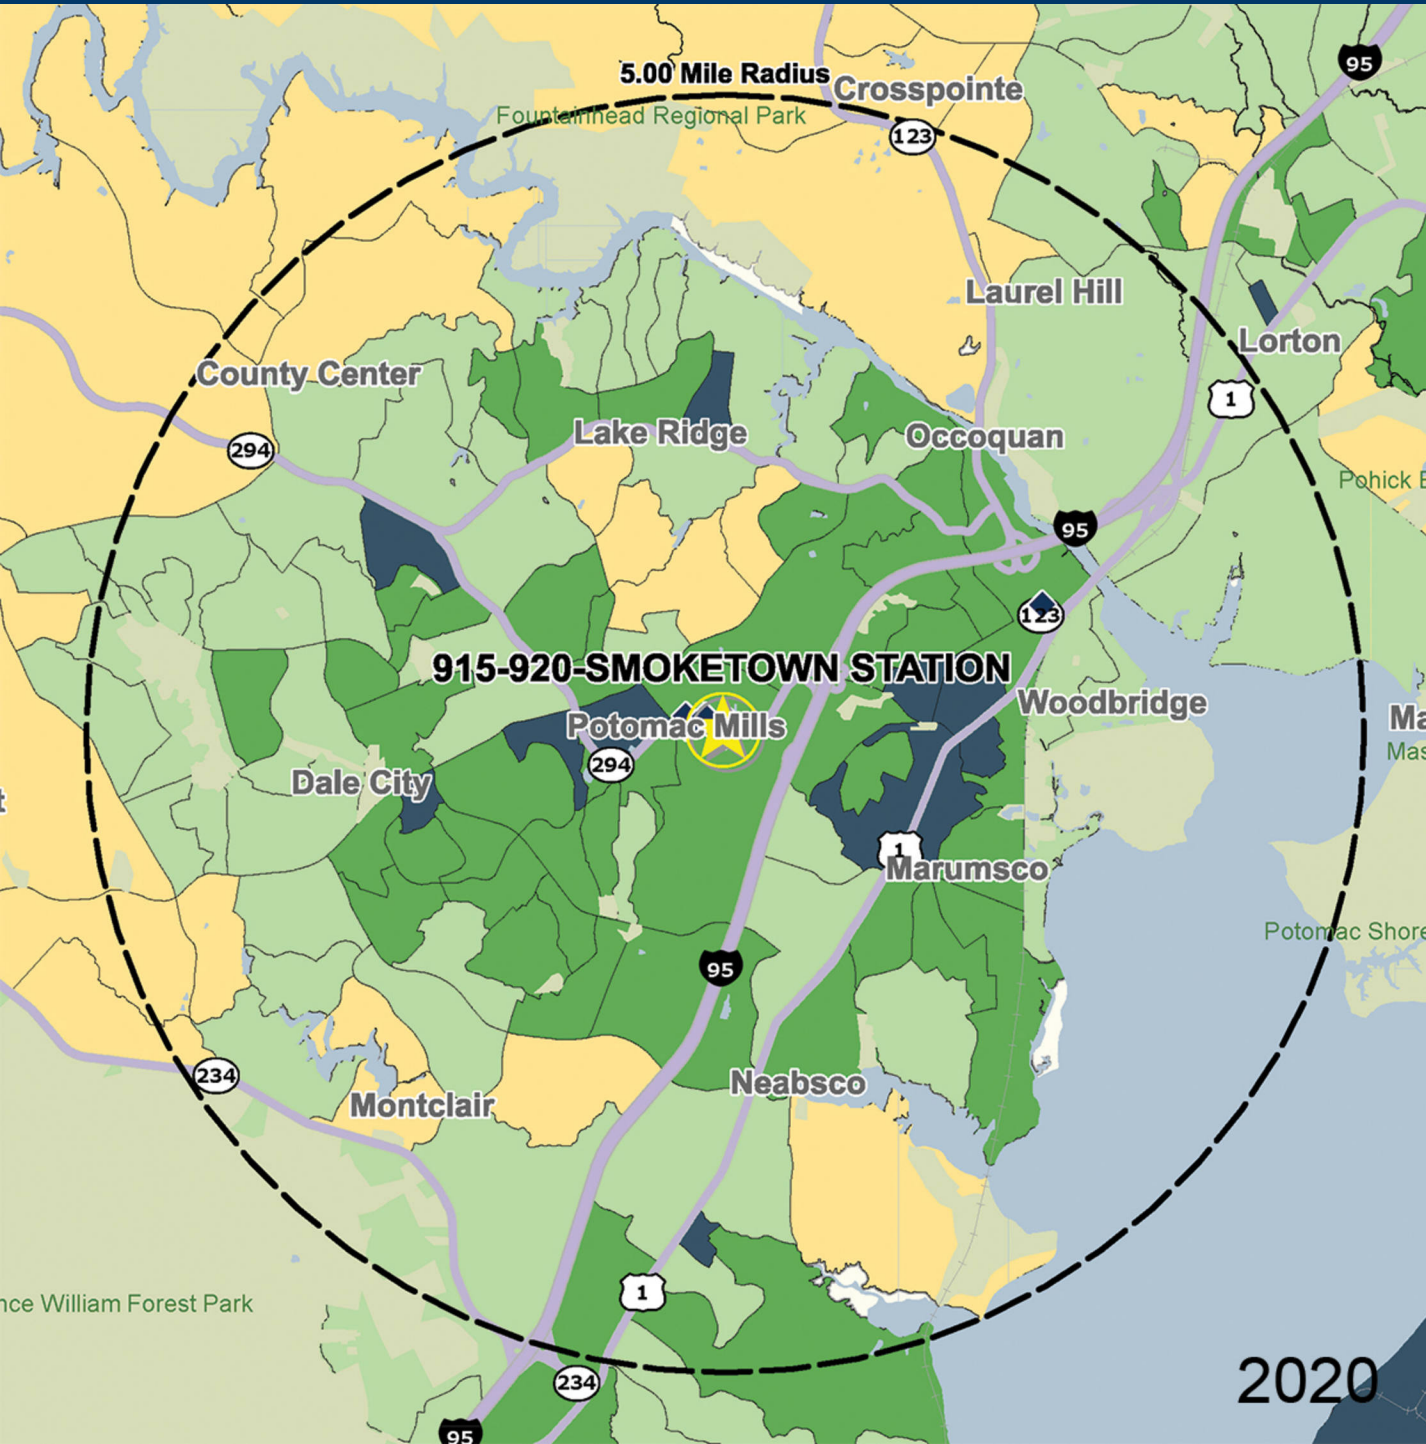 95
5.00 Mile Radius
Crosspointe
Fountainhead Regional Park
123
Laurel Hill
Lorton
County Center
1
Lake Ridge
Occoquan
294
Pohick
95
123
915-920-SMOKETOWN STATION
Woodbridge
Potomac Mills
Ma
Mas
294
Dale City
t
1
Marumsco
Potomac Shore
95
234
Neabsco
Montclair
nce William Forest Park
1
2020
234
95